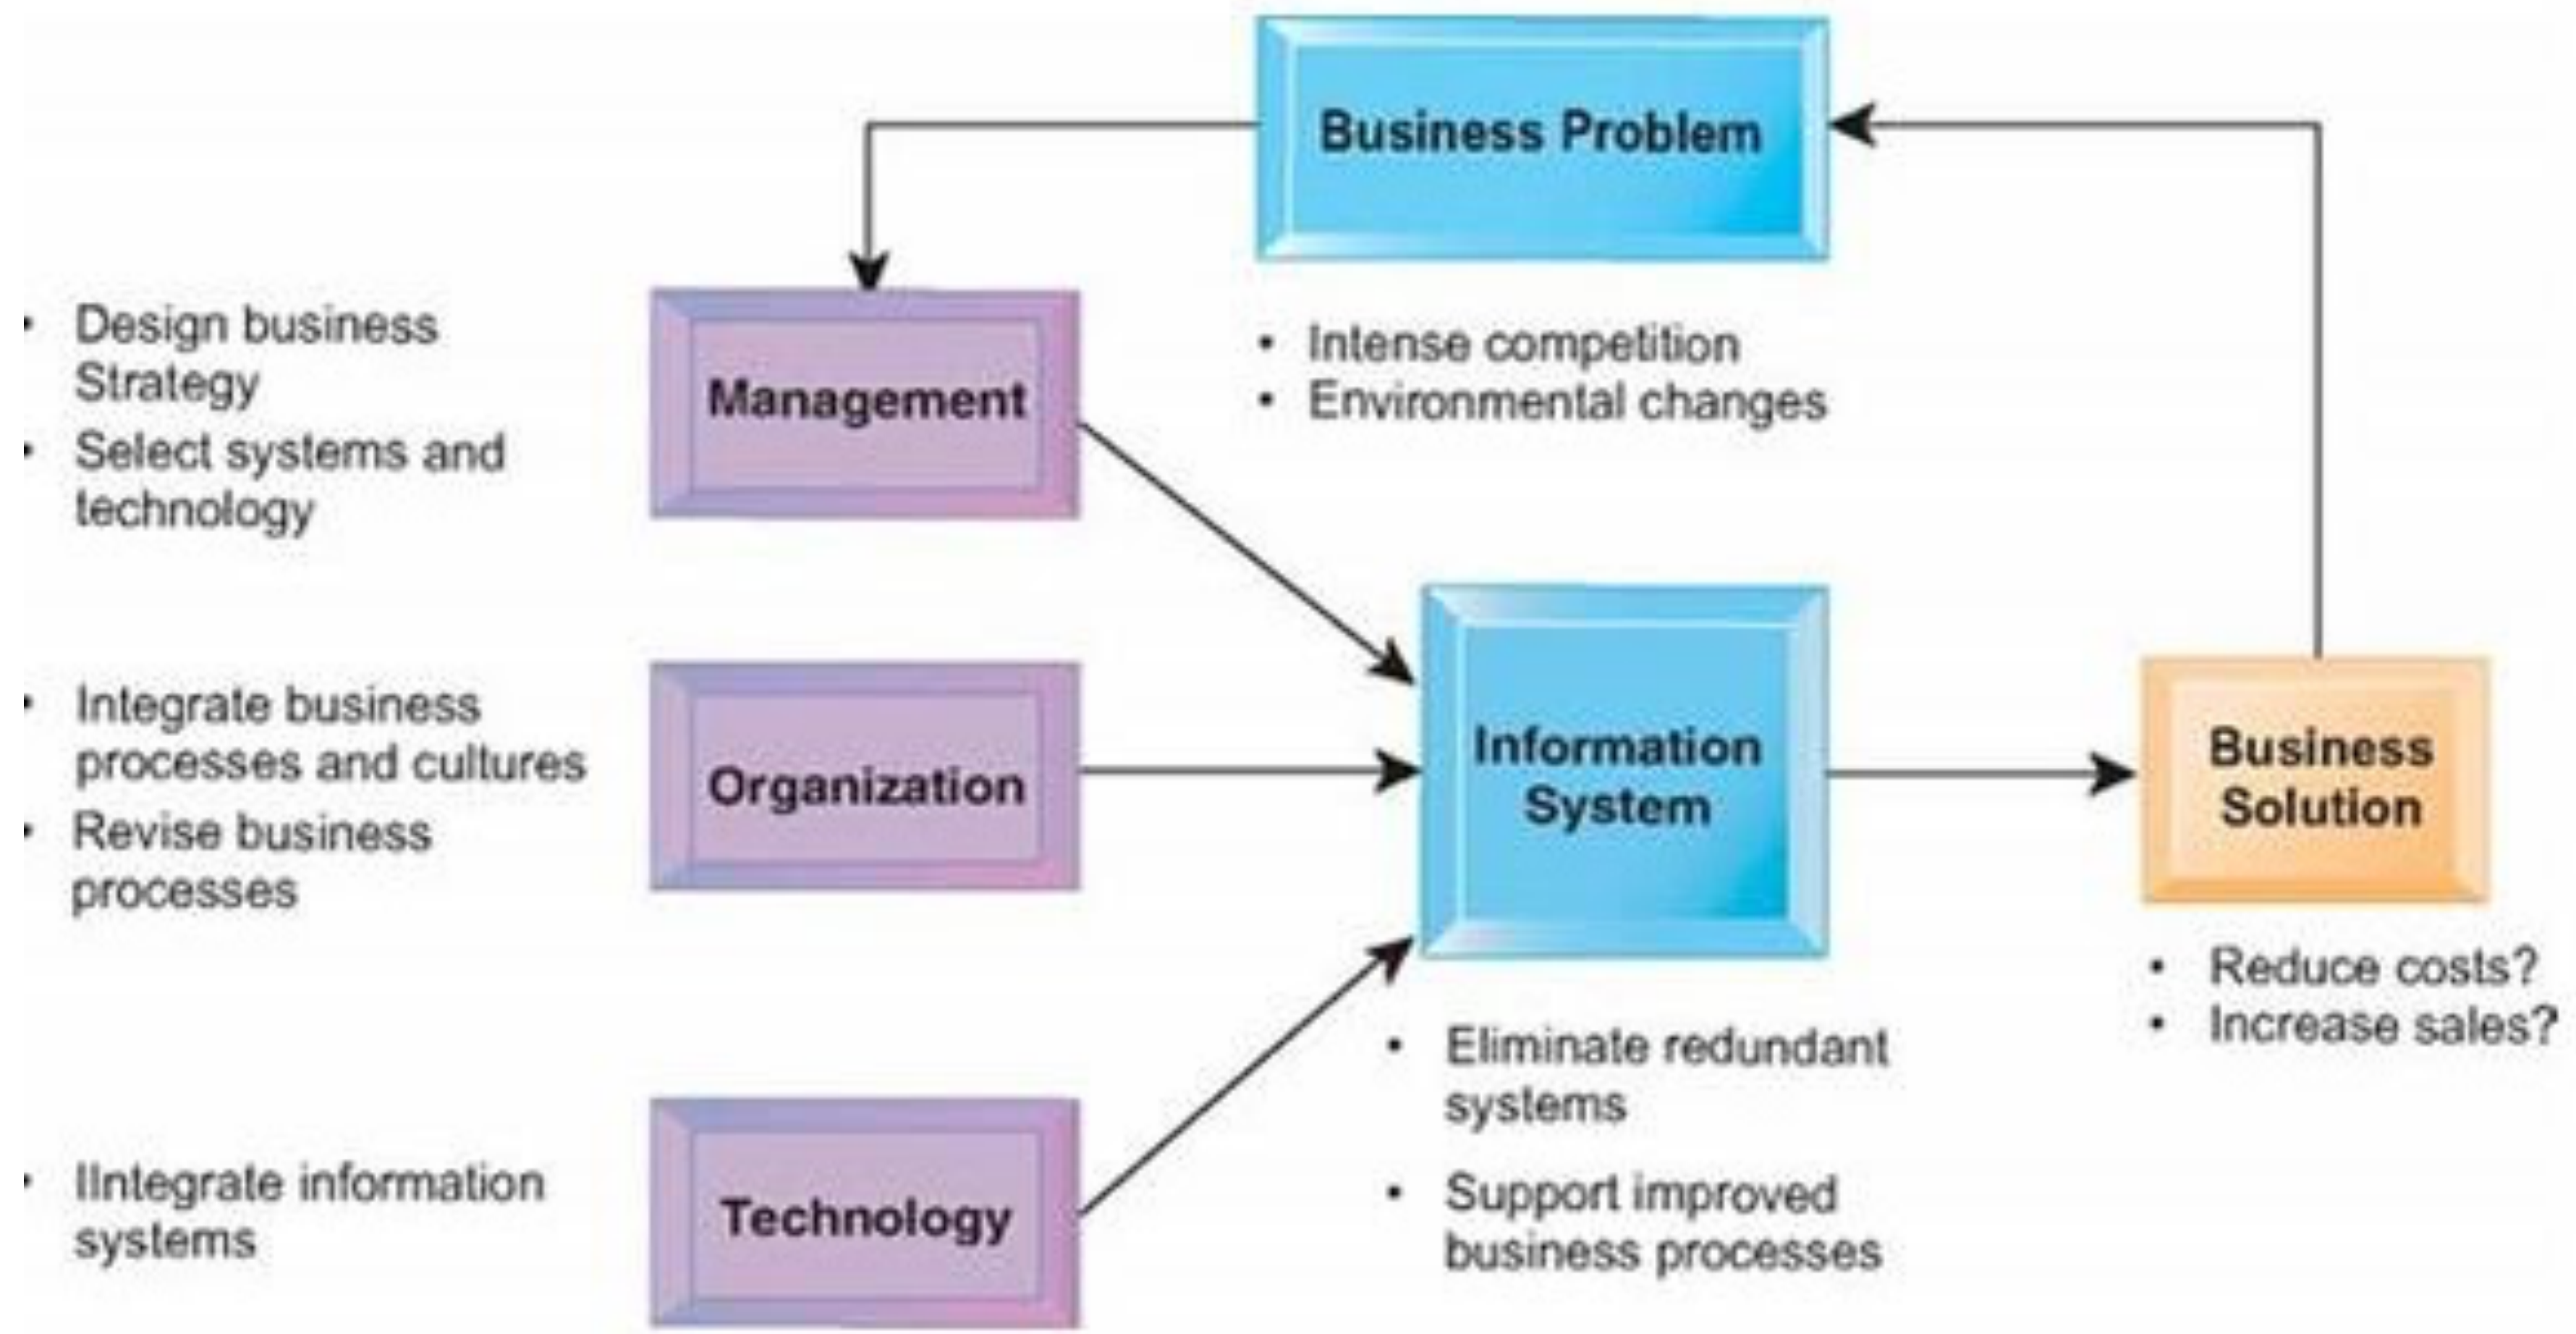 Business Problem
• Intense competition
• Environmental changes
• Design business
Strategy
• Select systems and
technology
Management
• Integrate business
processes and cultures
• Revise business
processes
Organization
Information
System
Business
Solution
• Reduce costs?
• Increase sales?
• Eliminate redundant
systems
• Support improved
business processes
• IIntegrate information
systems
Technology